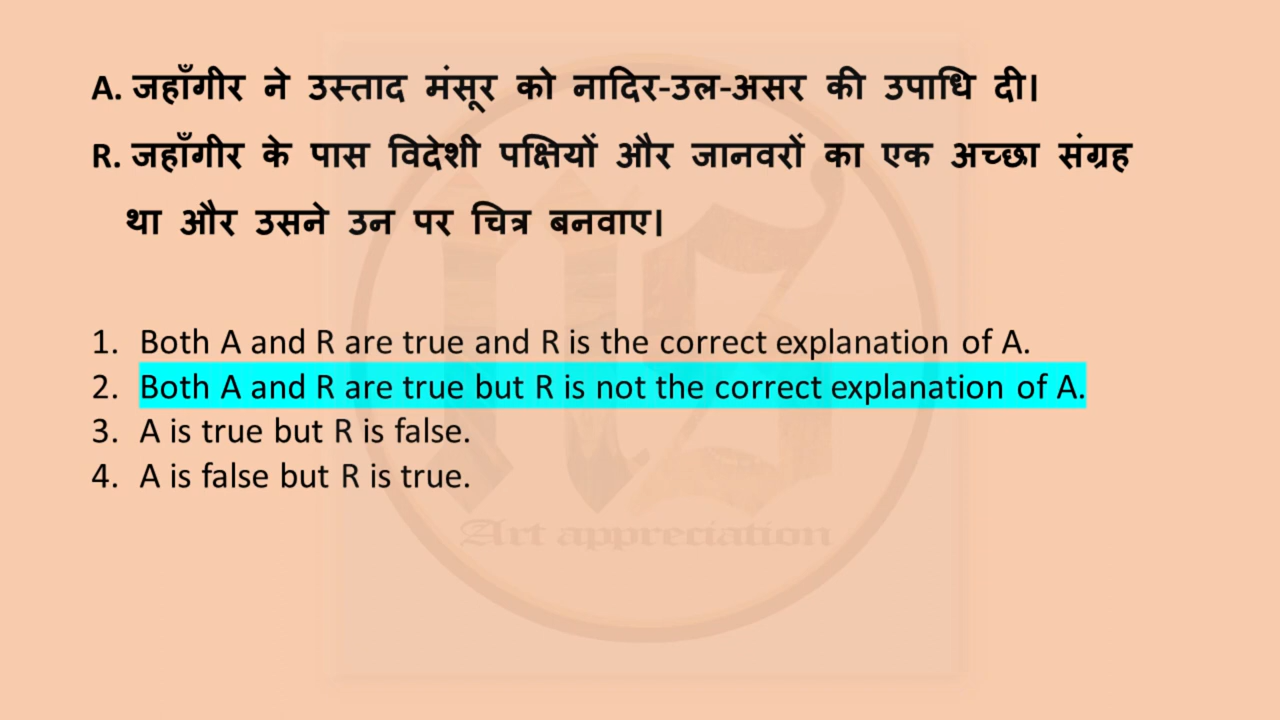 A. जहाँगीर ने उस्ताद मंसूर को नादिर-उल-असर की उपाधि दी।
R. जहाँगीर के पास विदेशी पक्षियों और जानवरों का एक अच्छा संग्रह
था और उसने उन पर चित्र बनवाए।
1. Both A and R are true and R is the correct explanation of A.
2. Both A and R are true but R is not the correct explanation of A.
3. A is true but R is false.
4. A is false but R is true.
Art appreciation